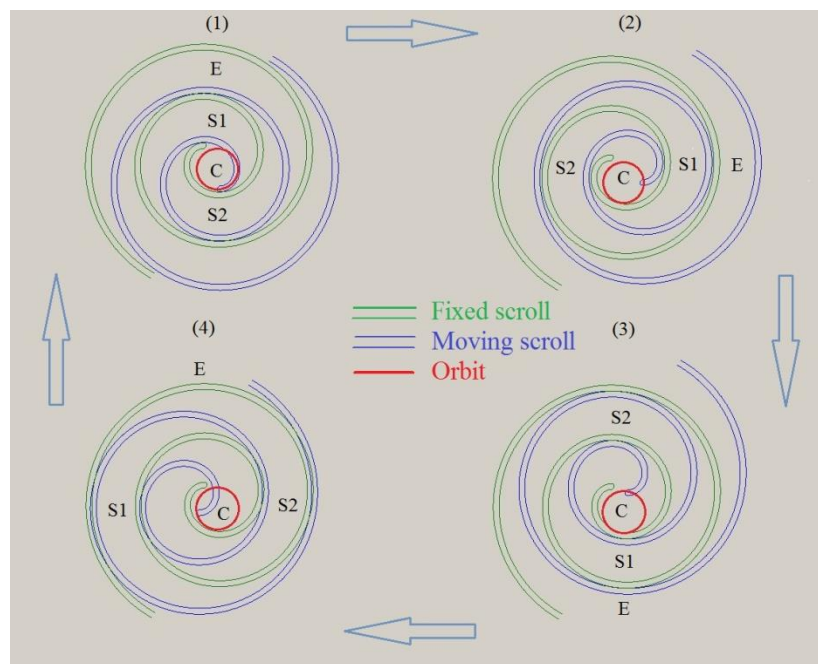 (1)
E
S1
C
S2
(2)
S2
C
S1
E
Fixed scroll
Moving scroll
Orbit
(4)
E
S1
C
S2
(3)
S2
C
S1
E